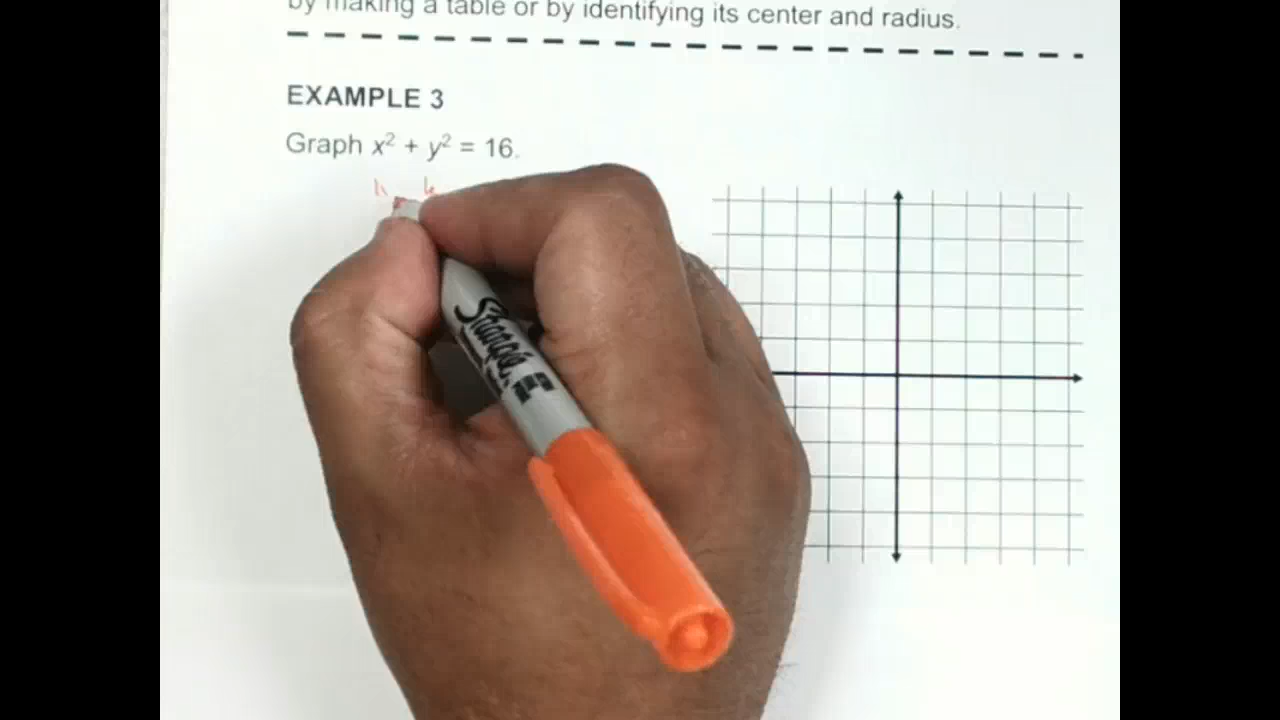 by making a table or by identifying its center and radius.
EXAMPLE 3
Graph x² + y² = 16.
h k
Sharpie